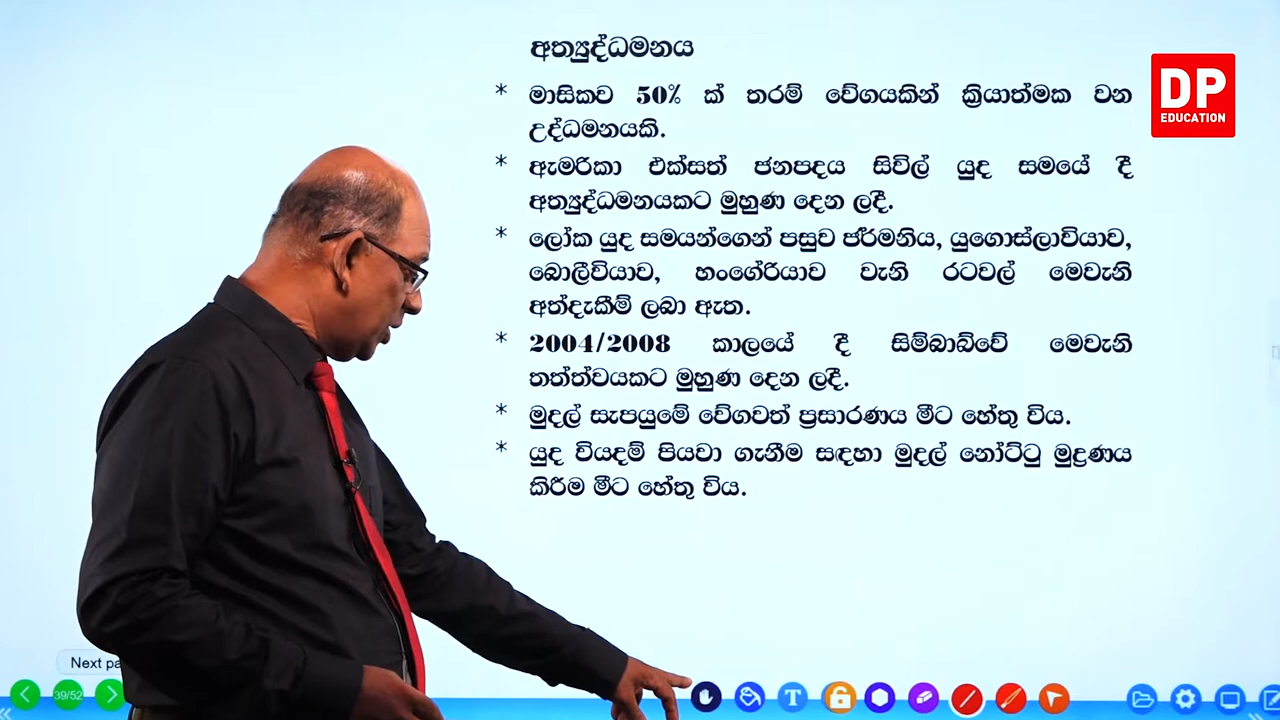 අත්‍යුද්ධමනය
* මාසිකව 50% ක් තරම් වේගයකින් ක්‍රියාත්මක වන
උද්ධමනයකි.
* ඇමරිකා එක්සත් ජනපදය සිවිල් යුද සමයේ දී
අත්‍යුද්ධමනයකට මුහුණ දෙන ලදී.
* ලෝක යුද සමයන්ගෙන් පසුව ජර්මනිය, යුගොස්ලාවියාව,
බොලීවියාව, හංගේරියාව වැනි රටවල් මෙවැනි
අත්දැකීම් ලබා ඇත.
* 2004/2008 කාලයේ දී සිම්බාබ්වේ මෙවැනි
තත්ත්වයකට මුහුණ දෙන ලදී.
* මුදල් සැපයුමේ වේගවත් ප්‍රසාරණය මීට හේතු විය.
* යුද වියදම් පියවා ගැනීම සඳහා මුදල් නෝට්ටු මුද්‍රණය
කිරීම මීට හේතු විය.
DP
EDUCATION
Next pa
39/52
T